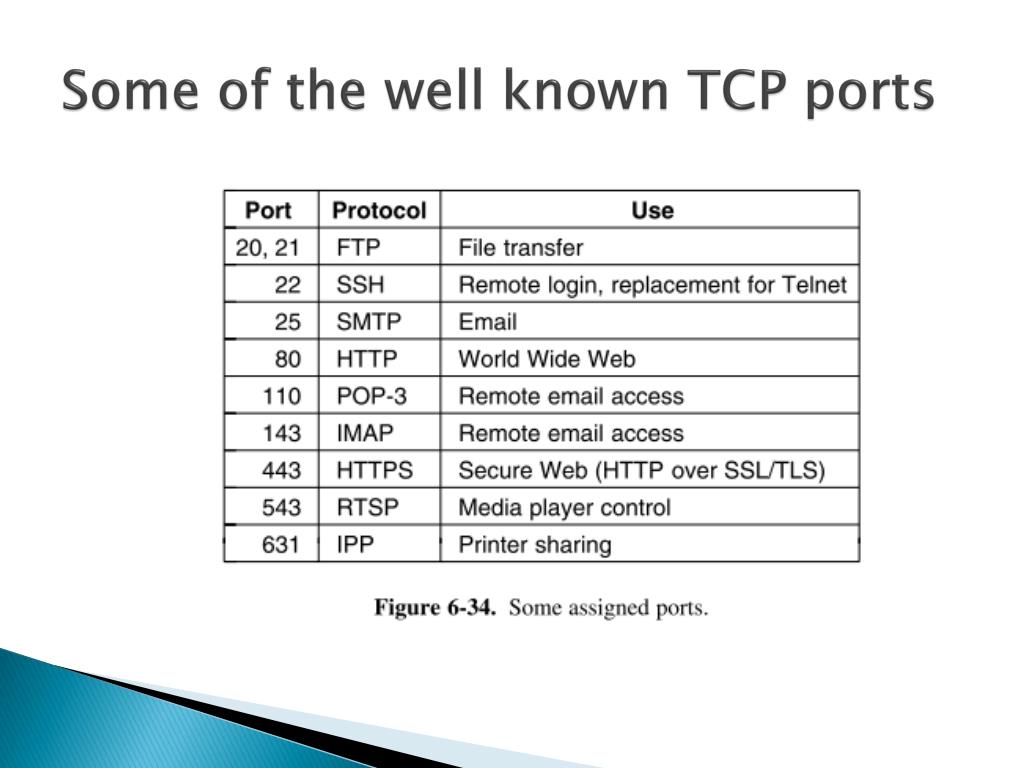 Some of the well known TCP ports
Port Protocol Use
20, 21 FTP File transfer
22 SSH Remote login, replacement for Telnet
25 SMTP Email
80 HTTP World Wide Web
110 POP-3 Remote email access
143 IMAP Remote email access
443 HTTPS Secure Web (HTTP over SSL/TLS)
543 RTSP Media player control
631 IPP Printer sharing
Figure 6-34. Some assigned ports.